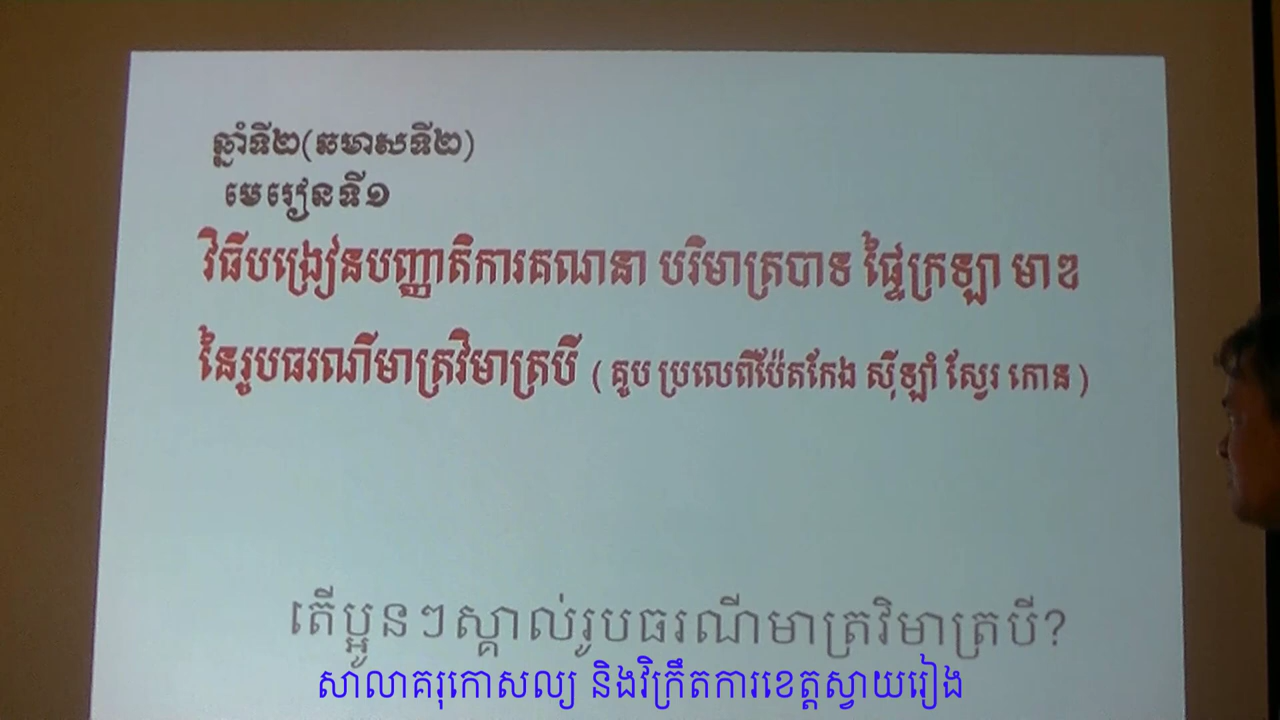 ឆ្នាំទី២(ឆមាសទី២)
មេរៀនទី១
វិធីបង្រៀនបញ្ញាតិការគណនា បរិមាត្របាទ ផ្ទៃក្រឡា មាឌ
នៃរូបធរណីមាត្រវិមាត្របី ( គូប ប្រលេពីប៉ែតកែង ស៊ីឡាំ ស្វែរ កោន )
តើប្អូនៗស្គាល់រូបធរណីមាត្រវិមាត្របី?
សាលាគរុកោសល្យ និងវិក្រឹតការខេត្តស្វាយរៀង